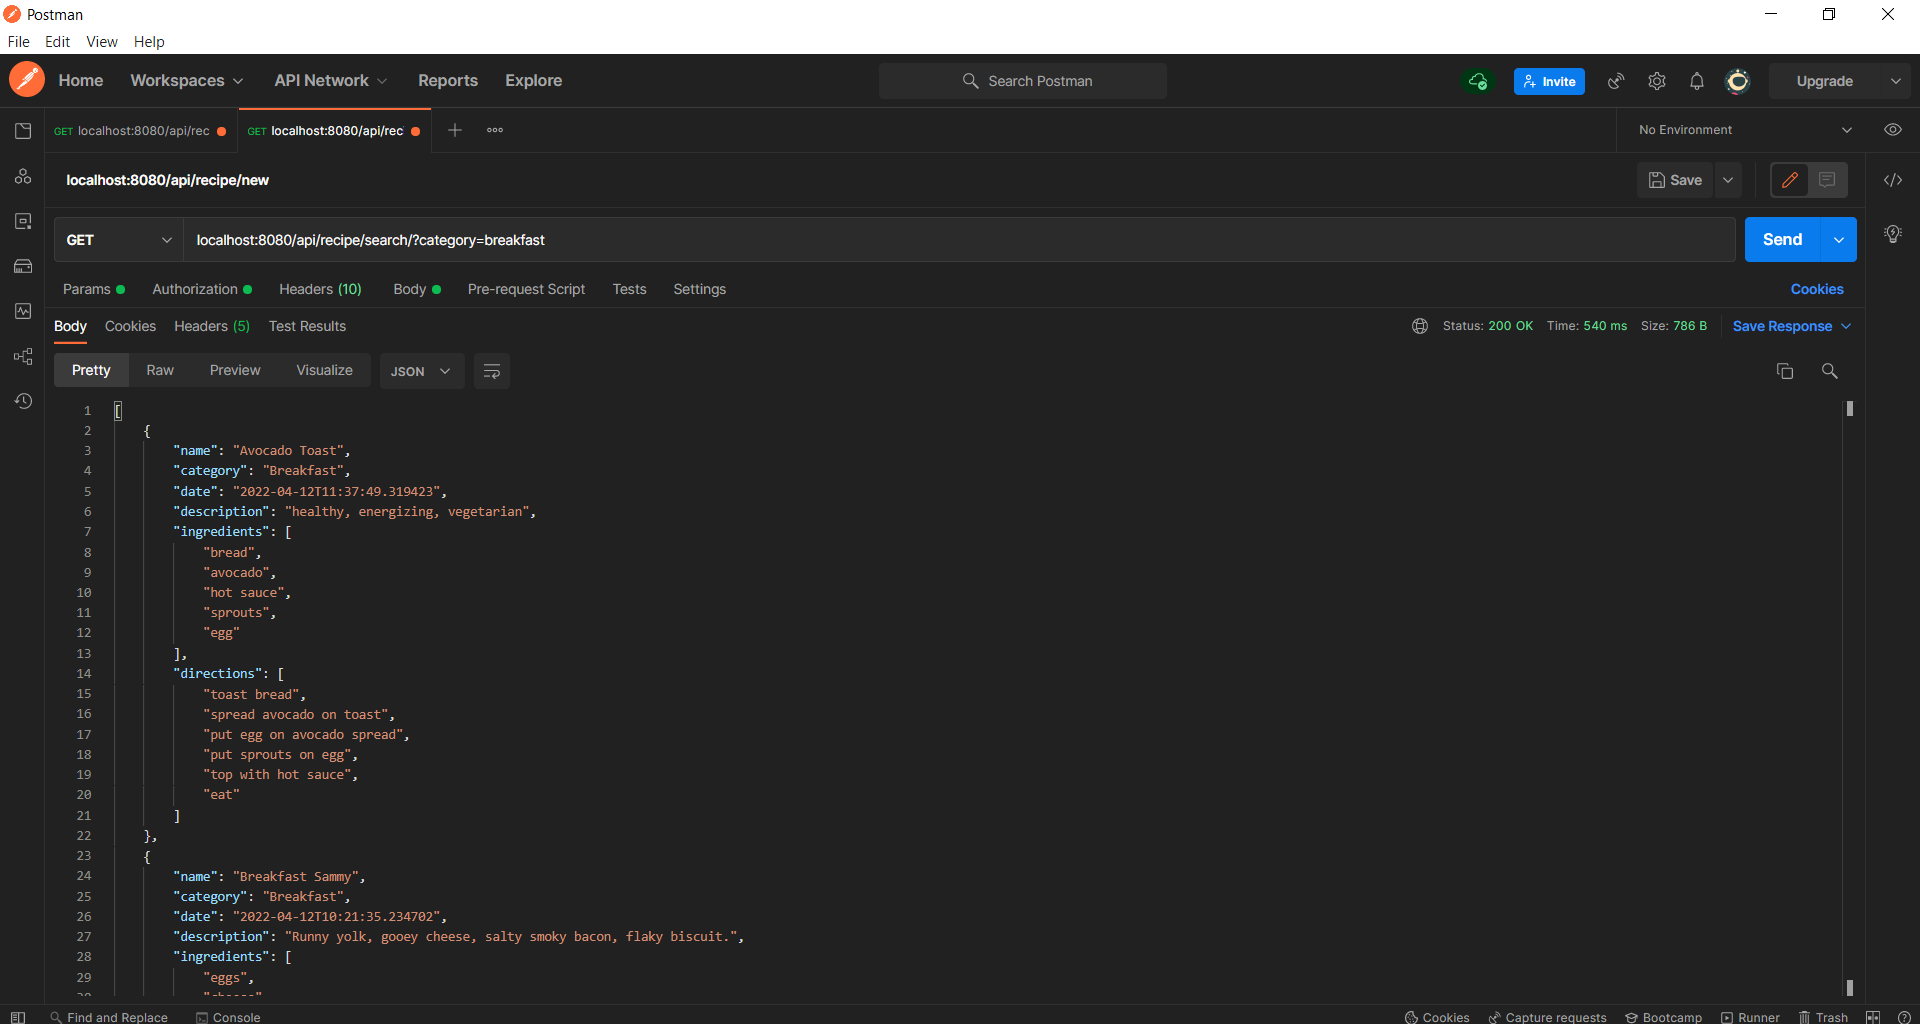 Postman
File Edit View Help
Home Workspaces API Network Reports Explore Search Postman Invite Upgrade
GET localhost:8080/api/rec GET localhost:8080/api/rec No Environment
localhost:8080/api/recipe/new Save
GET localhost:8080/api/recipe/search/?category=breakfast Send
Params Authorization Headers (10) Body Pre-request Script Tests Settings Cookies
Body Cookies Headers (5) Test Results Status: 200 OK Time: 540 ms Size: 786 B Save Response
Pretty Raw Preview Visualize JSON
1 [
2 {
3 "name": "Avocado Toast",
4 "category": "Breakfast",
5 "date": "2022-04-12T11:37:49.319423",
6 "description": "healthy, energizing, vegetarian",
7 "ingredients": [
8 "bread",
9 "avocado",
10 "hot sauce",
11 "sprouts",
12 "egg"
13 ],
14 "directions": [
15 "toast bread",
16 "spread avocado on toast",
17 "put egg on avocado spread",
18 "put sprouts on egg",
19 "top with hot sauce",
20 "eat"
21 ]
22 },
23 {
24 "name": "Breakfast Sammy",
25 "category": "Breakfast",
26 "date": "2022-04-12T10:21:35.234702",
27 "description": "Runny yolk, gooey cheese, salty smoky bacon, flaky biscuit.",
28 "ingredients": [
29 "eggs",
Find and Replace Console Cookies Capture requests Bootcamp Runner Trash